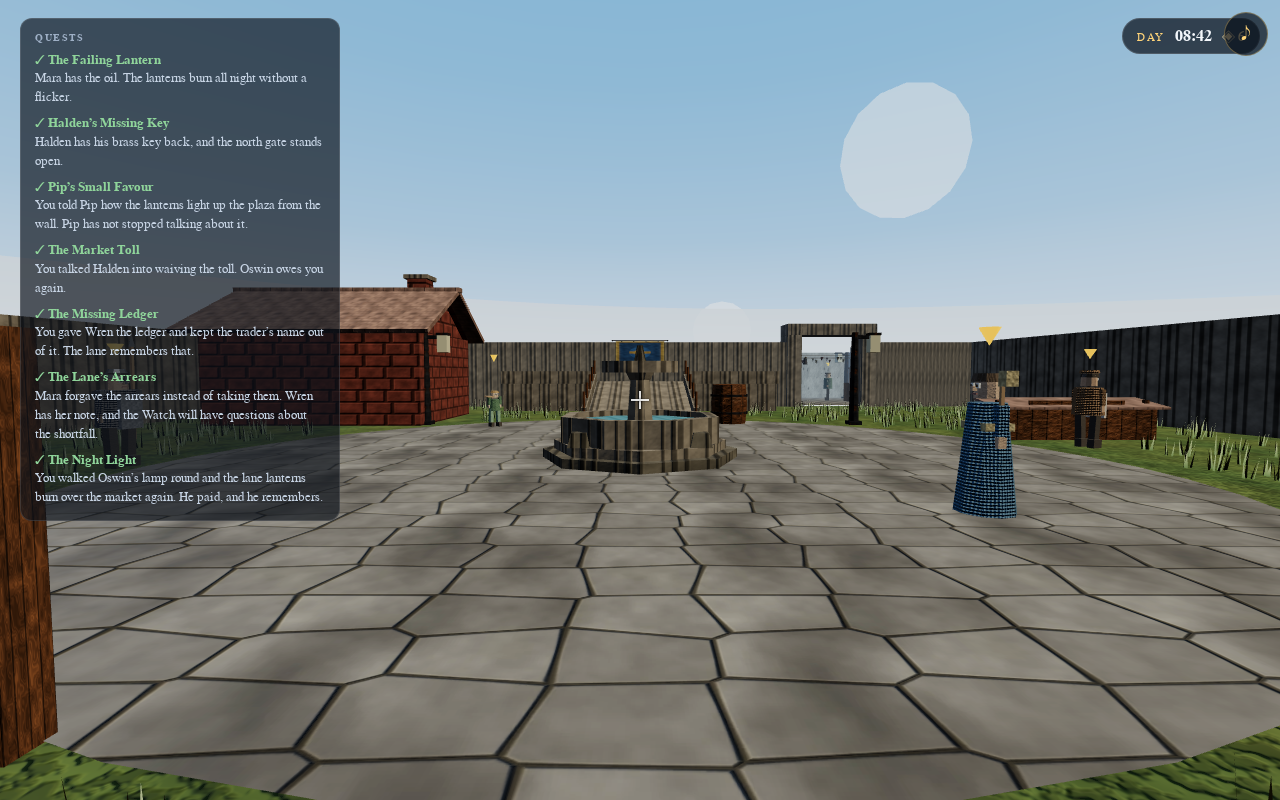 QUESTS
✓ The Failing Lantern
Mara has the oil. The lanterns burn all night without a
flicker.
✓ Halden’s Missing Key
Halden has his brass key back, and the north gate stands
open.
✓ Pip’s Small Favour
You told Pip how the lanterns light up the plaza from the
wall. Pip has not stopped talking about it.
✓ The Market Toll
You talked Halden into waiving the toll. Oswin owes you
again.
✓ The Missing Ledger
You gave Wren the ledger and kept the trader’s name out
of it. The lane remembers that.
✓ The Lane’s Arrears
Mara forgave the arrears instead of taking them. Wren
has her note, and the Watch will have questions about
the shortfall.
✓ The Night Light
You walked Oswin’s lamp round and the lane lanterns
burn over the market again. He paid, and he remembers.
DAY 08:42